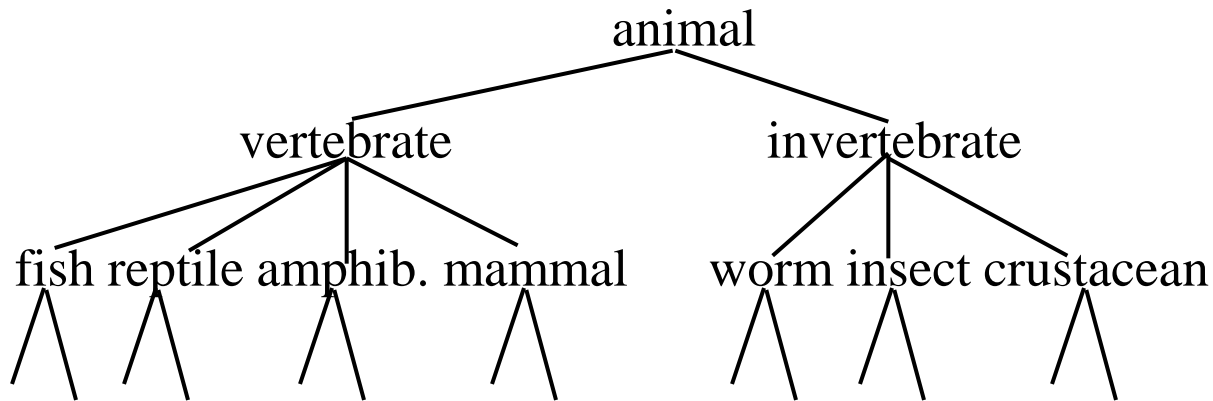 animal
vertebrate invertebrate
fish reptile amphib. mammal worm insect crustacean